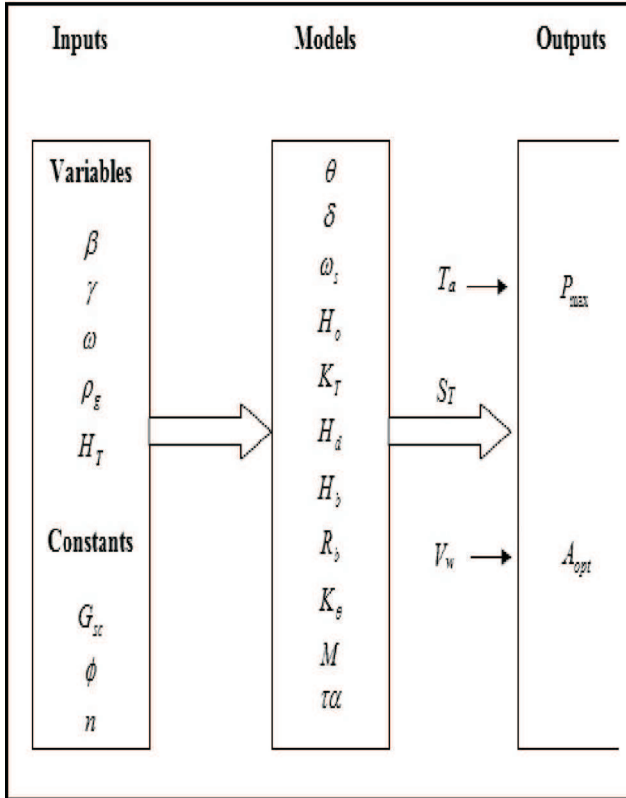 Inputs Models Outputs
Variables
β
γ
ω
ρg
HT
Constants
Gsc
ϕ
n
θ
δ
ωs
Ho
KT
Hd
Hb
Rb
Kθ
M
τα
Ta
ST
Vw
Pmax
Aopt